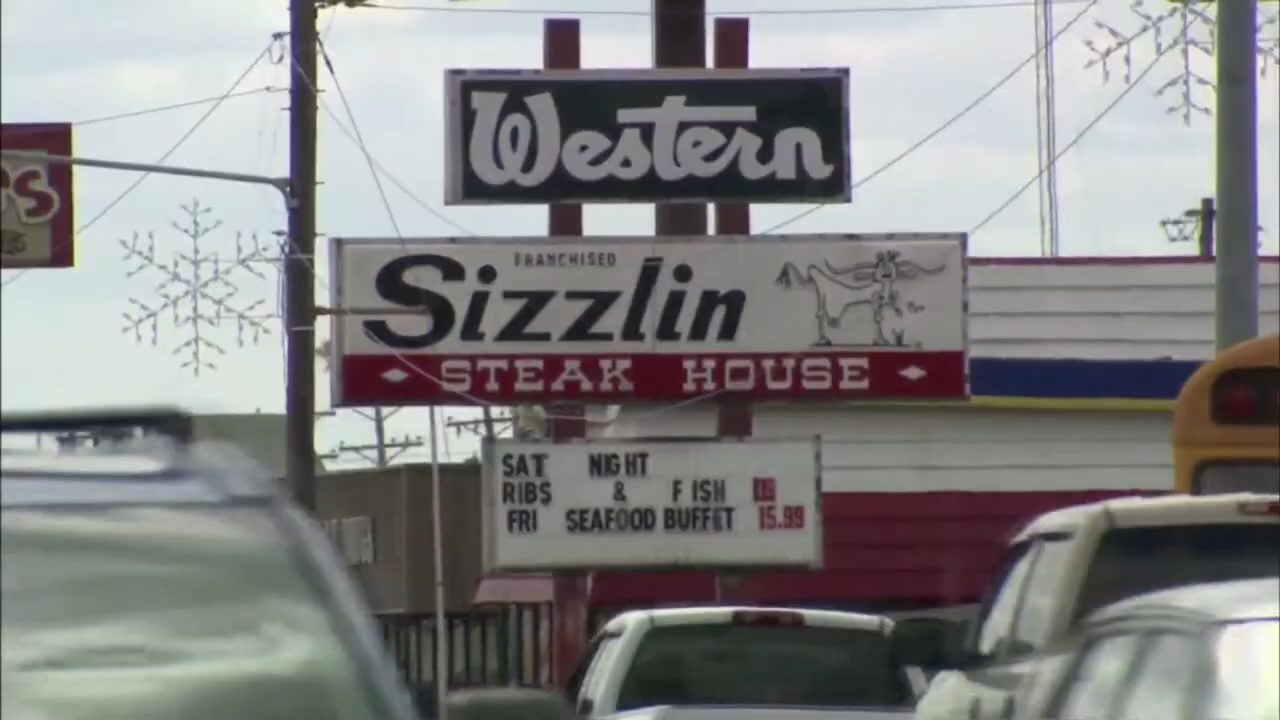 Western
FRANCHISED
Sizzlin
STEAK HOUSE
SAT NIGHT
RIBS & FISH
FRI SEAFOOD BUFFET 15.99